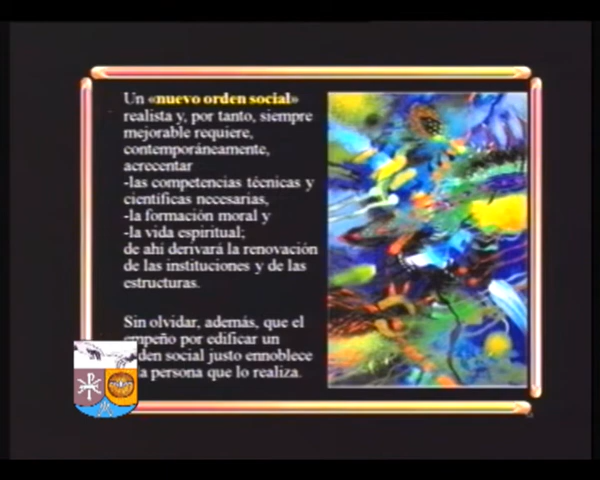 Un «nuevo orden social»
realista y, por tanto, siempre
mejorable requiere,
contemporáneamente,
acrecentar
-las competencias técnicas y
científicas necesarias,
-la formación moral y
-la vida espiritual;
de ahí derivará la renovación
de las instituciones y de las
estructuras.
Sin olvidar, además, que el
empeño por edificar un
orden social justo ennoblece
a persona que lo realiza.